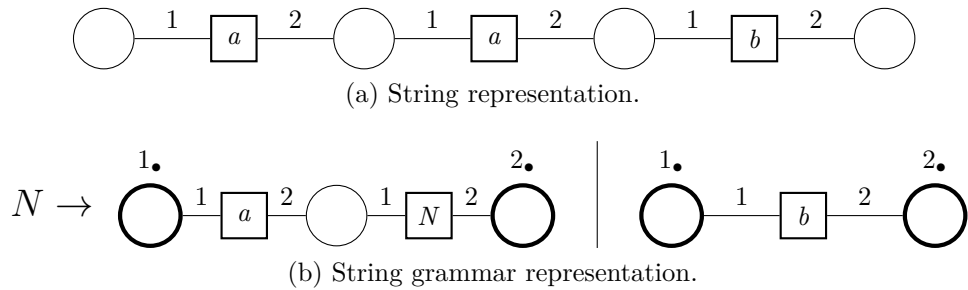 1 a 2 1 a 2 1 b 2
(a) String representation.
1• 2• 1• 2•
N → 1 a 2 1 N 2 1 b 2
(b) String grammar representation.